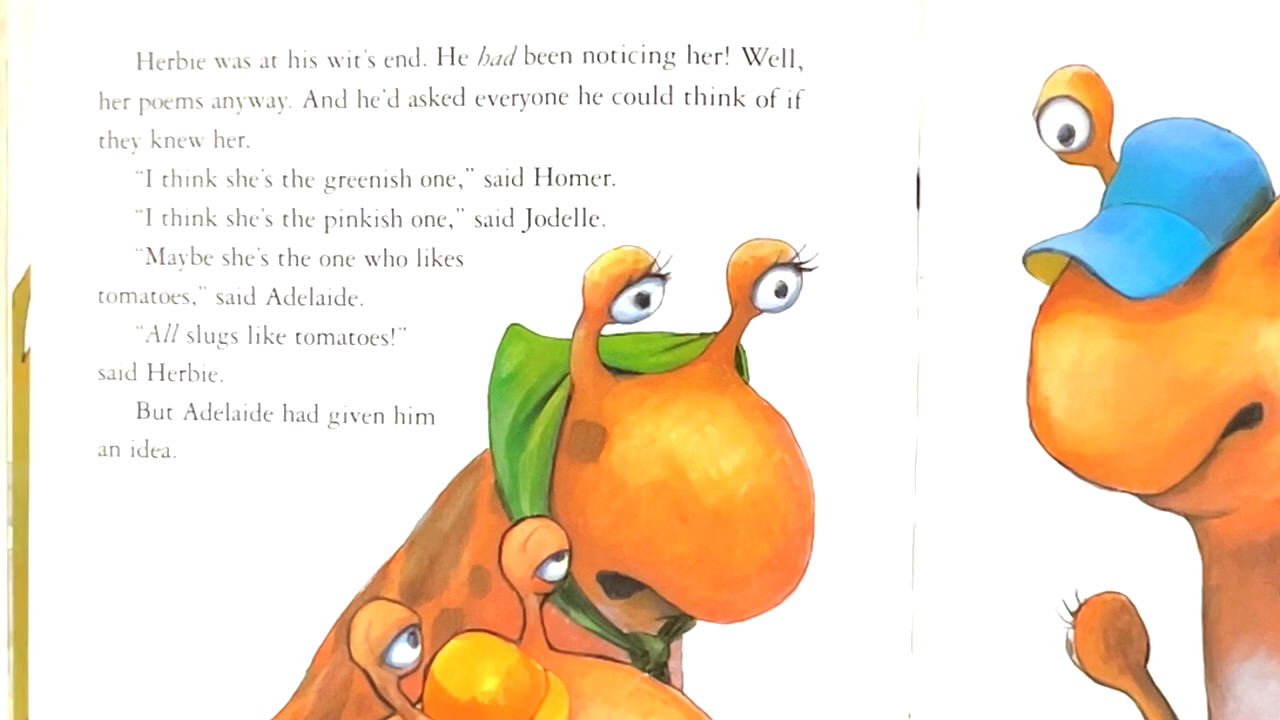 Herbie was at his wit's end. He had been noticing her! Well,
her poems anyway. And he'd asked everyone he could think of if
they knew her.
"I think she's the greenish one," said Homer.
"I think she's the pinkish one," said Jodelle.
"Maybe she's the one who likes
tomatoes," said Adelaide.
"All slugs like tomatoes!"
said Herbie.
But Adelaide had given him
an idea.